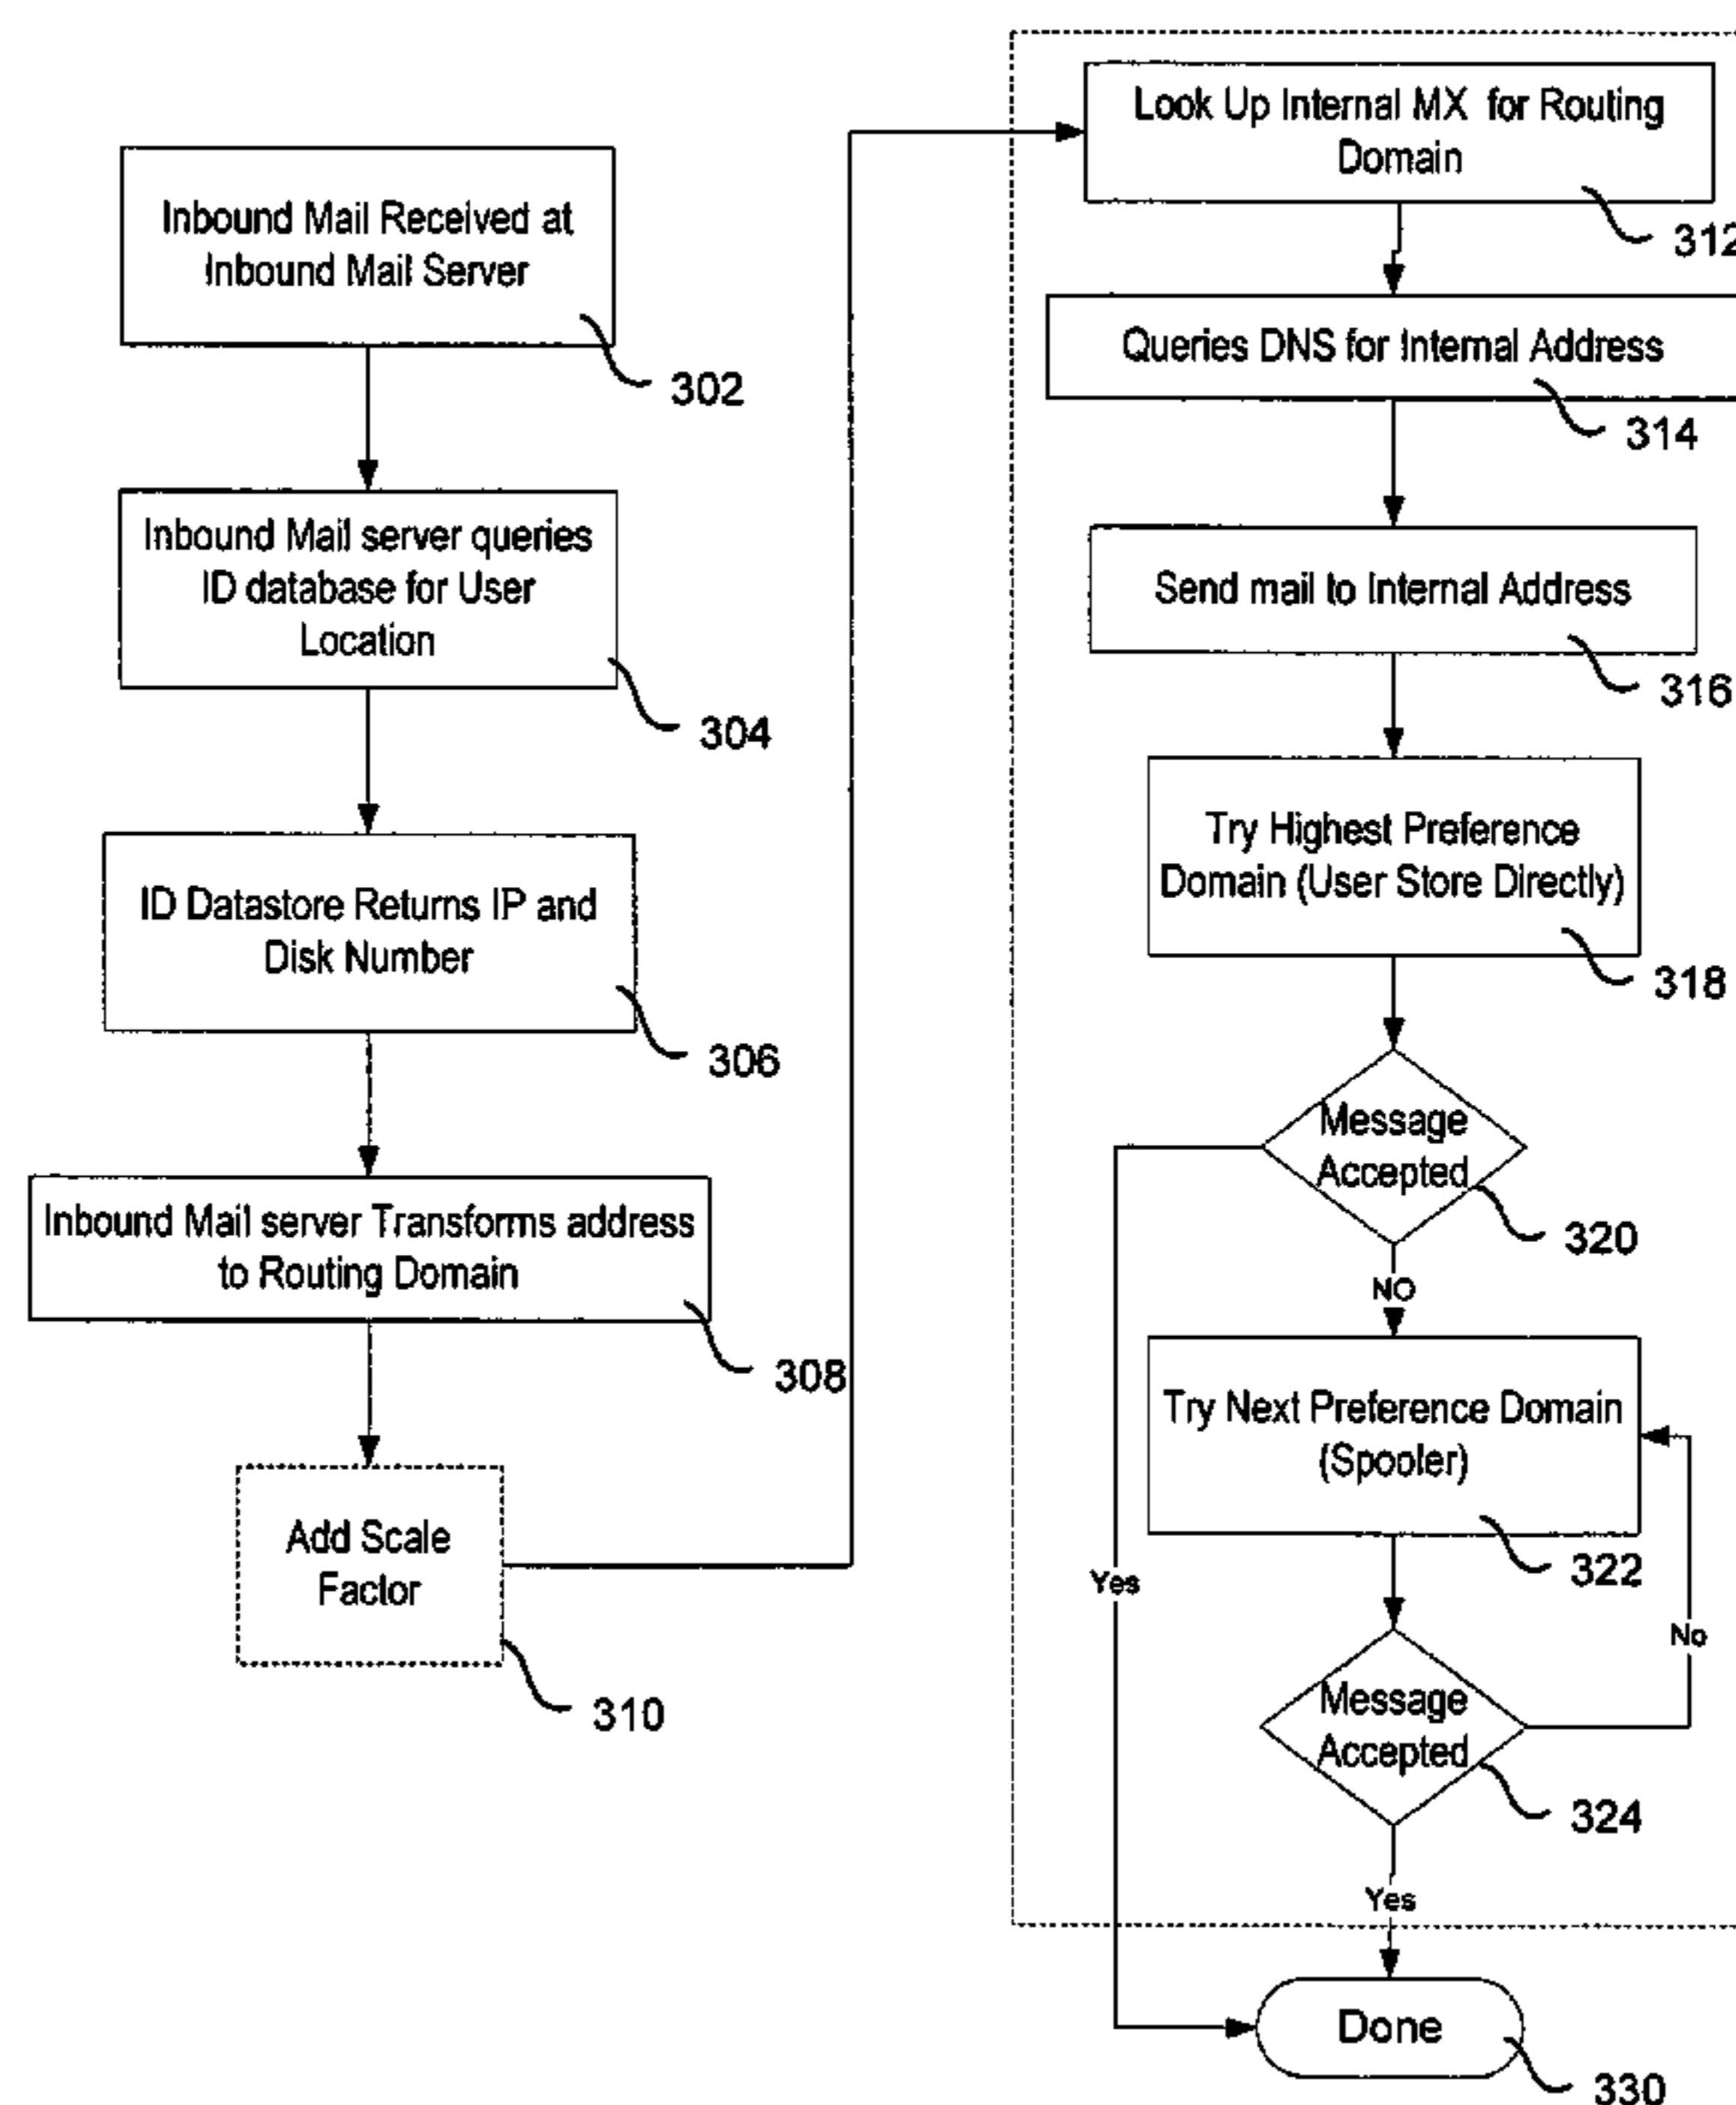 Inbound Mail Received at
Inbound Mail Server
302
Inbound Mail server queries
ID database for User
Location
304
ID Datastore Returns IP and
Disk Number
306
Inbound Mail server Transforms address
to Routing Domain
308
Add Scale
Factor
310
Look Up Internal MX for Routing
Domain
312
Queries DNS for Internal Address
314
Send mail to Internal Address
316
Try Highest Preference
Domain (User Store Directly)
318
Message
Accepted
320
NO
Try Next Preference Domain
(Spooler)
322
Yes
No
Message
Accepted
324
Yes
Done
330